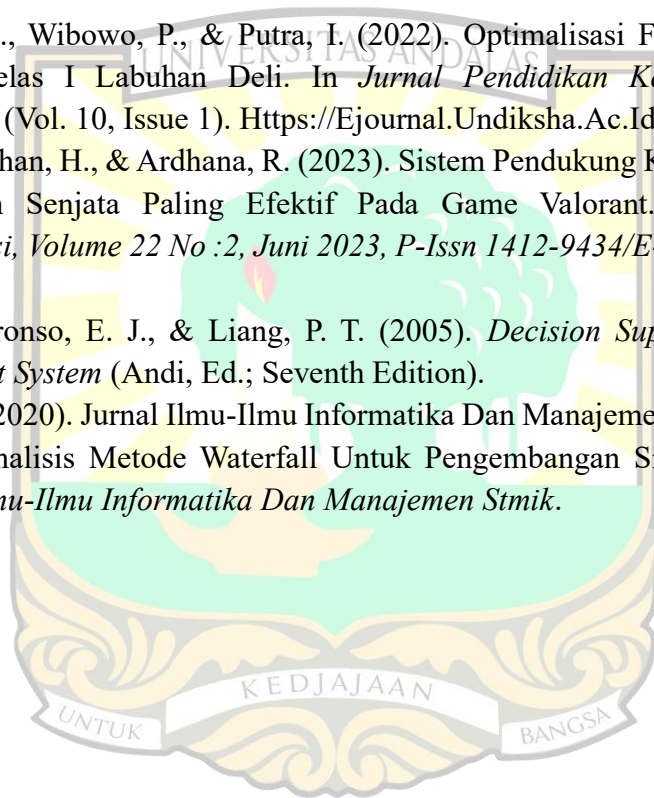 ., Wibowo, P., & Putra, I. (2022). Optimalisasi F
UNIVERSITAS ANDALAS
elas I Labuhan Deli. In Jurnal Pendidikan Ke
(Vol. 10, Issue 1). Https://Ejournal.Undiksha.Ac.Id
han, H., & Ardhana, R. (2023). Sistem Pendukung K
Senjata Paling Efektif Pada Game Valorant.
si, Volume 22 No :2, Juni 2023, P-Issn 1412-9434/E-
ronso, E. J., & Liang, P. T. (2005). Decision Sup
t System (Andi, Ed.; Seventh Edition).
2020). Jurnal Ilmu-Ilmu Informatika Dan Manajeme
nalisis Metode Waterfall Untuk Pengembangan Si
mu-Ilmu Informatika Dan Manajemen Stmik.
UNTUK KEDJAJAAN BANGSA